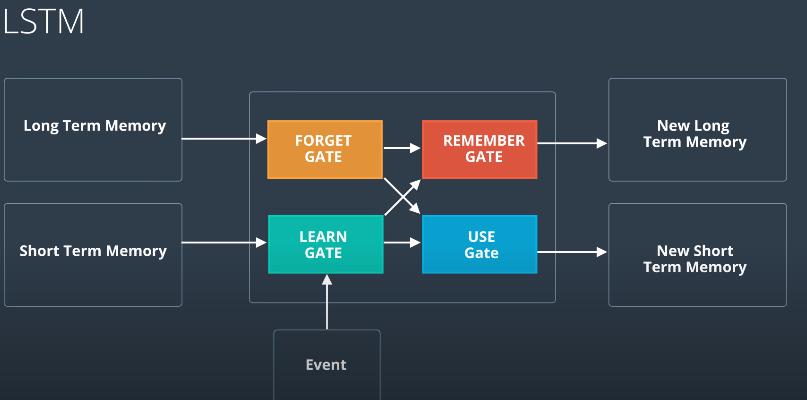 LSTM
Long Term Memory
FORGET
GATE
REMEMBER
GATE
New Long
Term Memory
Short Term Memory
LEARN
GATE
USE
Gate
New Short
Term Memory
Event